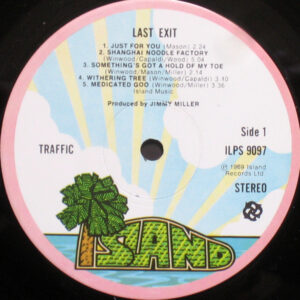 LAST EXIT
1. JUST FOR YOU (Mason) 2.24
2. SHANGHAI NOODLE FACTORY
(Winwood/Capaldi/Wood) 5.04
3. SOMETHING'S GOT A HOLD OF MY TOE
(Winwood/Mason/Miller) 2.14
4. WITHERING TREE (Winwood/Capaldi) 3.10
5. MEDICATED GOO (Winwood/Miller) 3.36
Island Music
Produced by JIMMY MILLER
Side 1
TRAFFIC
ILPS 9097
℗ 1969 Island
Records Ltd
STEREO
ISLAND